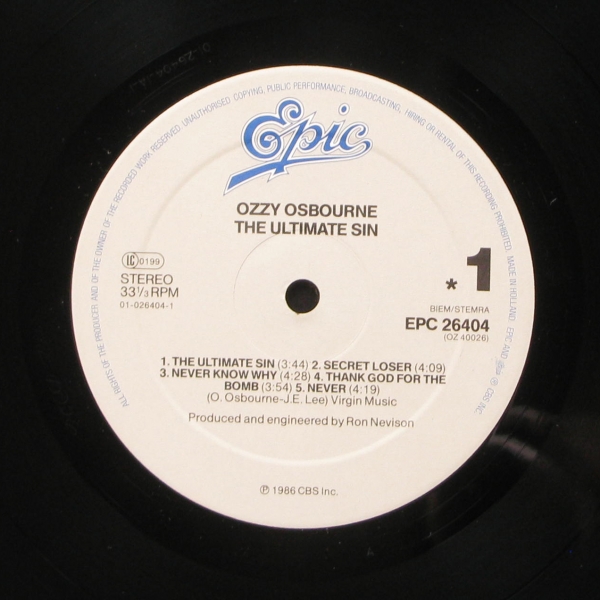 ALL RIGHTS OF THE PRODUCER AND OF THE OWNER OF THE RECORDED WORK RESERVED. UNAUTHORISED COPYING, PUBLIC PERFORMANCE, BROADCASTING, HIRING OR RENTAL OF THIS RECORDING PROHIBITED. MADE IN HOLLAND. EPIC AND Epic ® CBS INC.
Epic
OZZY OSBOURNE
THE ULTIMATE SIN
LC 0199
STEREO
33⅓ RPM
01-026404-1
* 1
BIEM/STEMRA
EPC 26404
(OZ 40026)
1. THE ULTIMATE SIN (3:44) 2. SECRET LOSER (4:09)
3. NEVER KNOW WHY (4:28) 4. THANK GOD FOR THE
BOMB (3:54) 5. NEVER (4:19)
(O. Osbourne-J.E. Lee) Virgin Music
Produced and engineered by Ron Nevison
℗ 1986 CBS Inc.